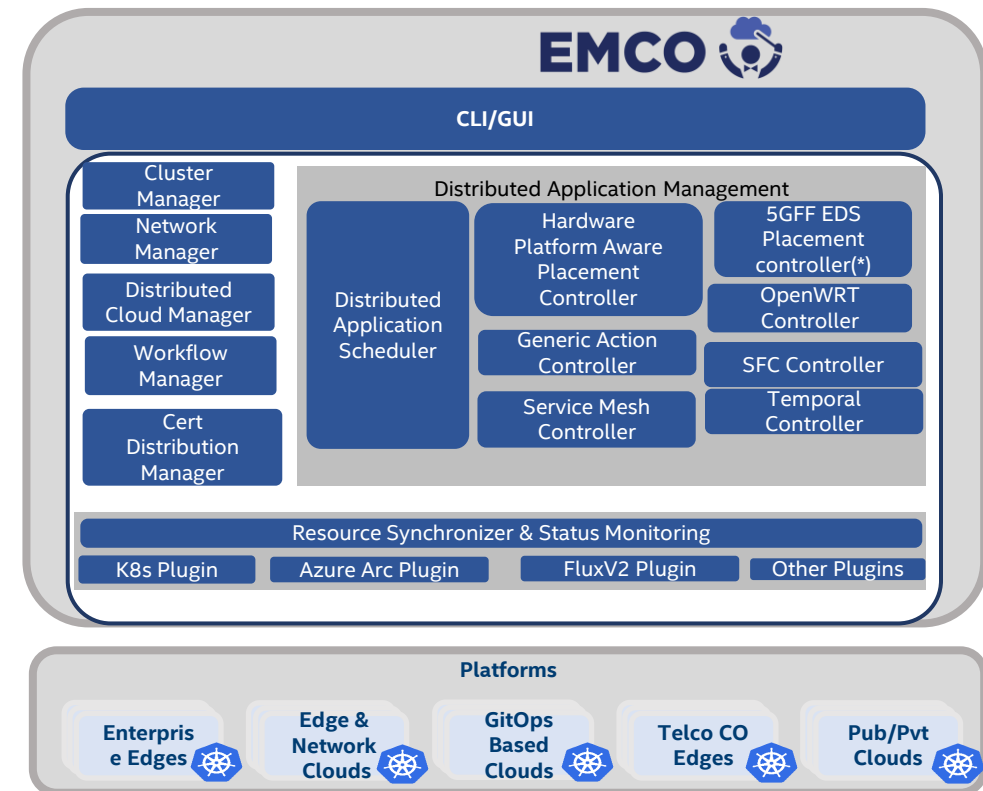 EMCO
CLI/GUI
Cluster
Manager
Network
Manager
Distributed
Cloud Manager
Workflow
Manager
Cert
Distribution
Manager
Distributed Application Management
Distributed
Application
Scheduler
Hardware
Platform Aware
Placement
Controller
Generic Action
Controller
Service Mesh
Controller
5GFF EDS
Placement
controller(*)
OpenWRT
Controller
SFC Controller
Temporal
Controller
Resource Synchronizer & Status Monitoring
K8s Plugin
Azure Arc Plugin
FluxV2 Plugin
Other Plugins
Platforms
Enterpris
e Edges
Edge &
Network
Clouds
GitOps
Based
Clouds
Telco CO
Edges
Pub/Pvt
Clouds